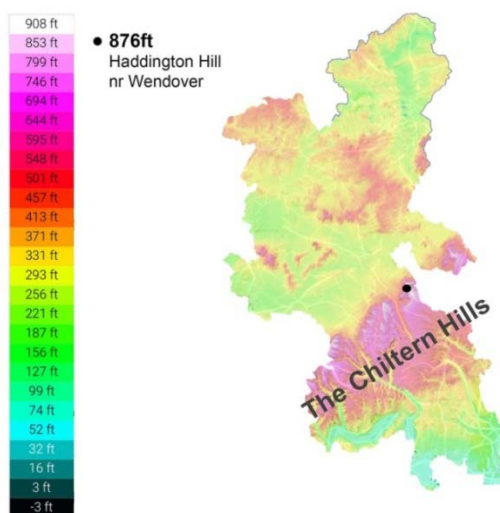 908 ft
853 ft
799 ft
746 ft
694 ft
644 ft
595 ft
548 ft
501 ft
457 ft
413 ft
371 ft
331 ft
293 ft
256 ft
221 ft
187 ft
156 ft
127 ft
99 ft
74 ft
52 ft
32 ft
16 ft
3 ft
-3 ft
• 876ft
Haddington Hill
nr Wendover
The Chiltern Hills